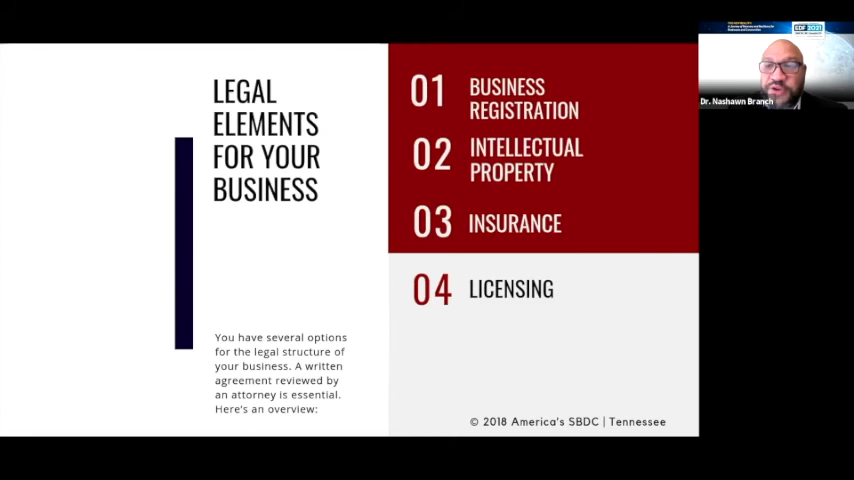 LEGAL
ELEMENTS
FOR YOUR
BUSINESS
You have several options
for the legal structure of
your business. A written
agreement reviewed by
an attorney is essential.
Here's an overview:
01 BUSINESS
REGISTRATION
02 INTELLECTUAL
PROPERTY
03 INSURANCE
04 LICENSING
© 2018 America's SBDC | Tennessee
EDF 2021
Dr. Nashawn Branch